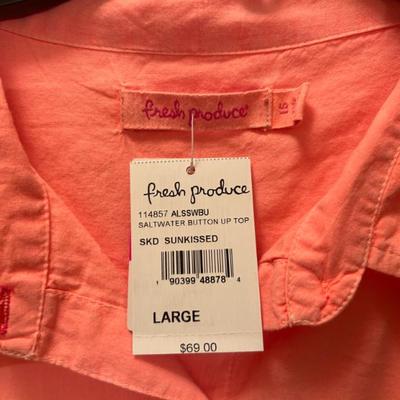 fresh produce®
fresh produce
114857 ALSSWBU
SALTWATER BUTTON UP TOP
SKD SUNKISSED
1 90399 48878 4
LARGE
$69.00